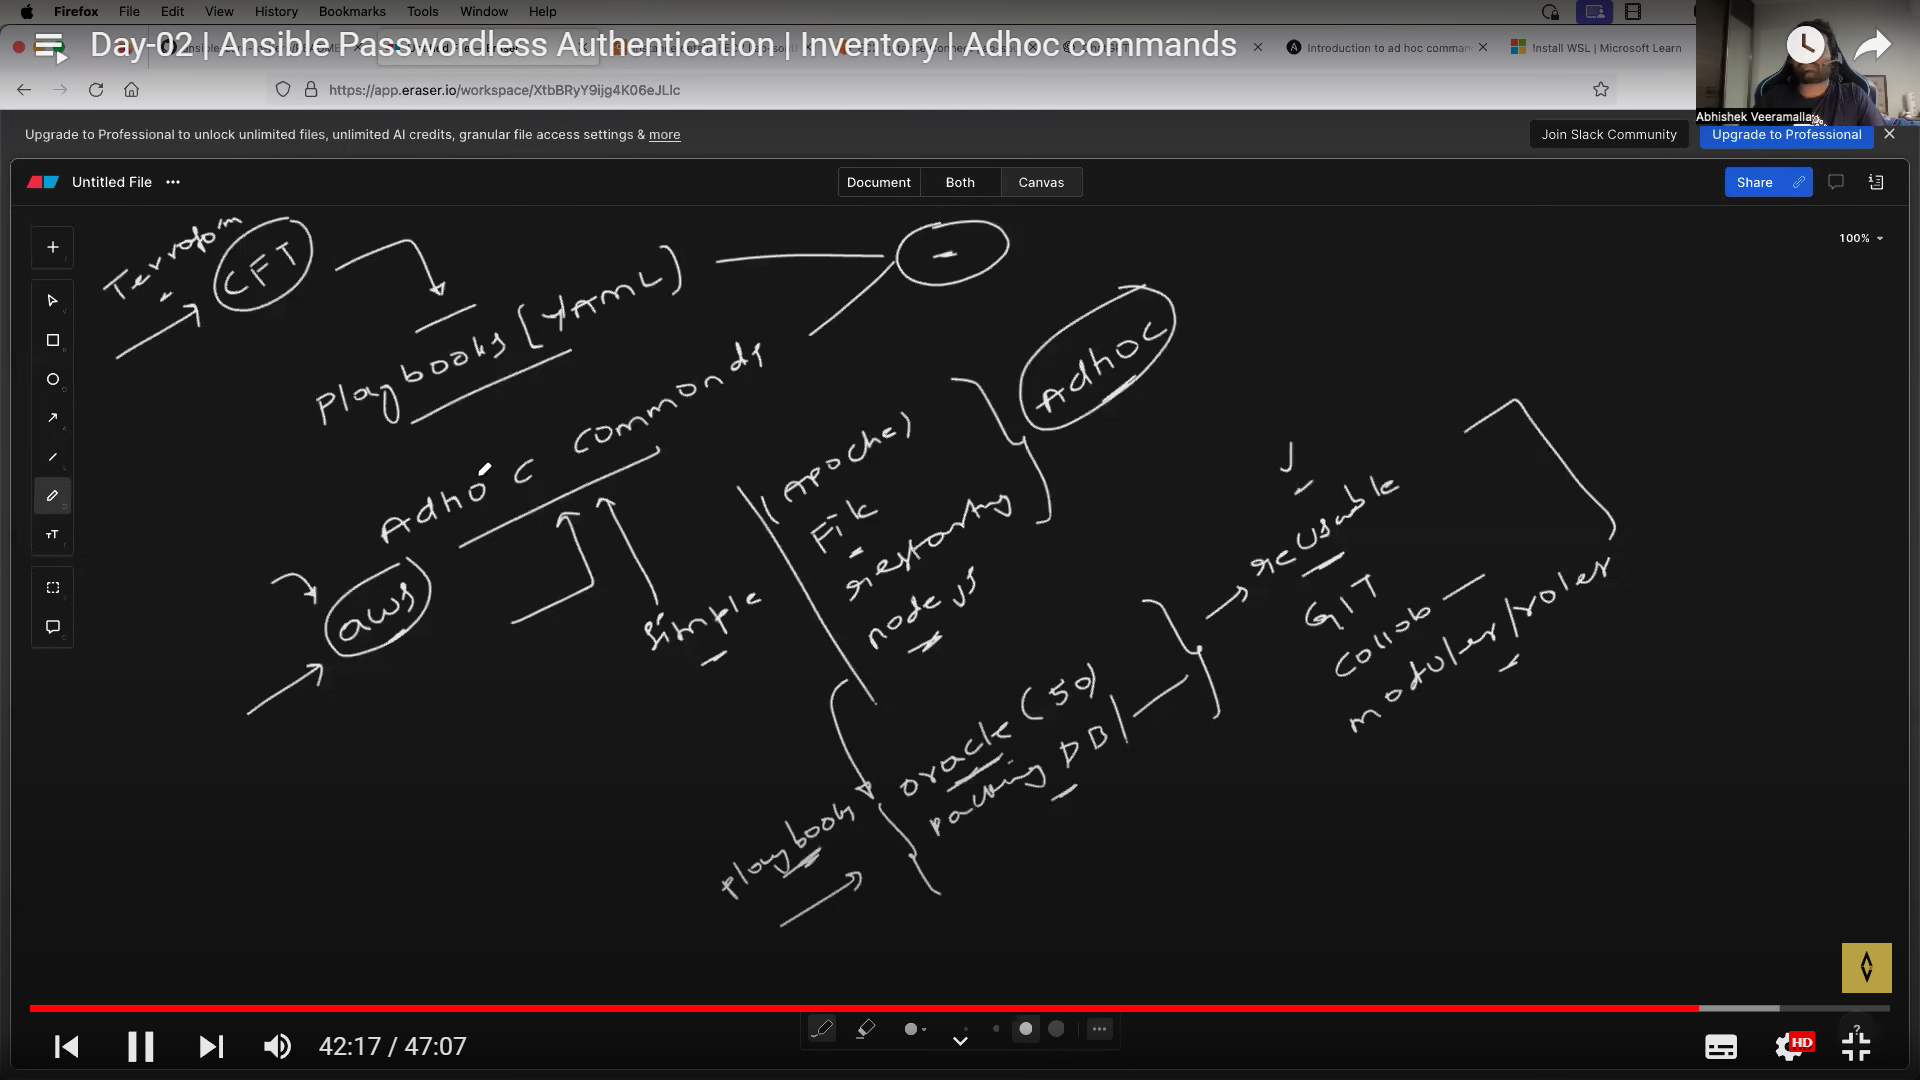 Firefox File Edit View History Bookmarks Tools Window Help
Day-02 | Ansible Passwordless Authentication | Inventory | Adhoc commands
Introduction to ad hoc comman
Install WSL | Microsoft Learn
https://app.eraser.io/workspace/XtbBRyY9ijg4K06eJLlc
Abhishek Veeramalla
Upgrade to Professional to unlock unlimited files, unlimited AI credits, granular file access settings & more
Join Slack Community
Upgrade to Professional
Untitled File
Document Both Canvas
Share
100%
Terraform
CFT
playbooks [YAML]
Adhoc commands
Adhoc
aws
simple
(Apache)
File
restarting
node js
J
reusable
GIT
collab
modules/roles
oracle (50)
DB
playbooks
42:17 / 47:07
HD